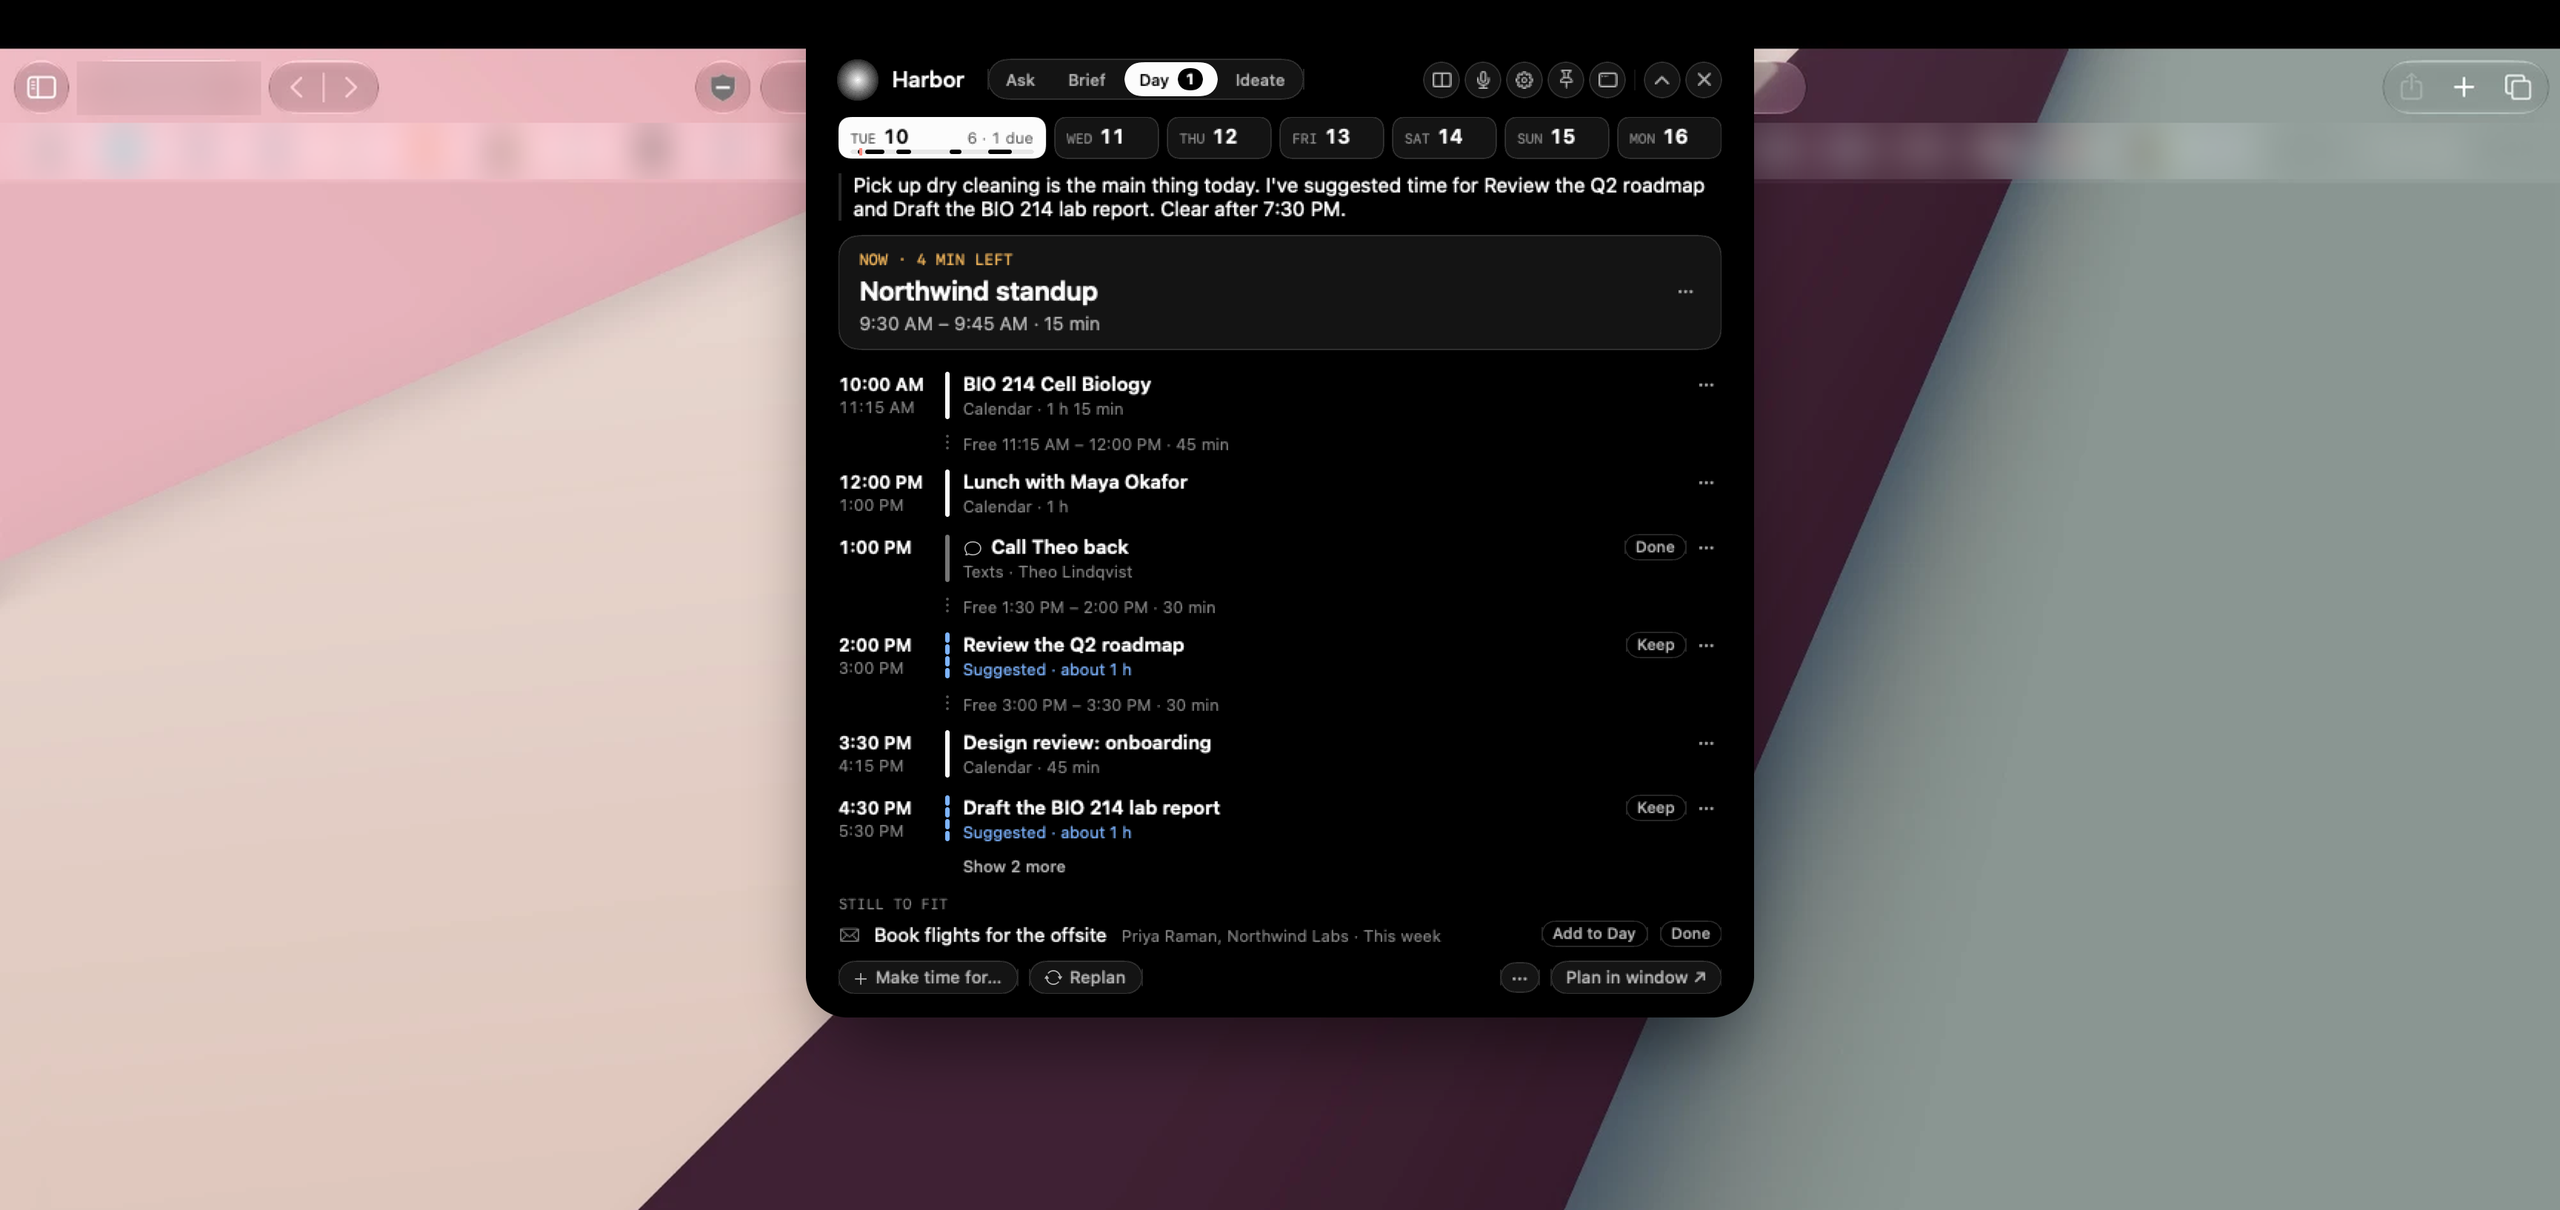 Harbor
Ask Brief Day 1 Ideate
TUE 10 6 · 1 due WED 11 THU 12 FRI 13 SAT 14 SUN 15 MON 16
Pick up dry cleaning is the main thing today. I've suggested time for Review the Q2 roadmap
and Draft the BIO 214 lab report. Clear after 7:30 PM.
NOW · 4 MIN LEFT
Northwind standup
9:30 AM – 9:45 AM · 15 min
10:00 AM BIO 214 Cell Biology
11:15 AM Calendar · 1 h 15 min
Free 11:15 AM – 12:00 PM · 45 min
12:00 PM Lunch with Maya Okafor
1:00 PM Calendar · 1 h
1:00 PM Call Theo back Done
Texts · Theo Lindqvist
Free 1:30 PM – 2:00 PM · 30 min
2:00 PM Review the Q2 roadmap Keep
3:00 PM Suggested · about 1 h
Free 3:00 PM – 3:30 PM · 30 min
3:30 PM Design review: onboarding
4:15 PM Calendar · 45 min
4:30 PM Draft the BIO 214 lab report Keep
5:30 PM Suggested · about 1 h
Show 2 more
STILL TO FIT
Book flights for the offsite Priya Raman, Northwind Labs · This week Add to Day Done
+ Make time for... Replan ... Plan in window ↗